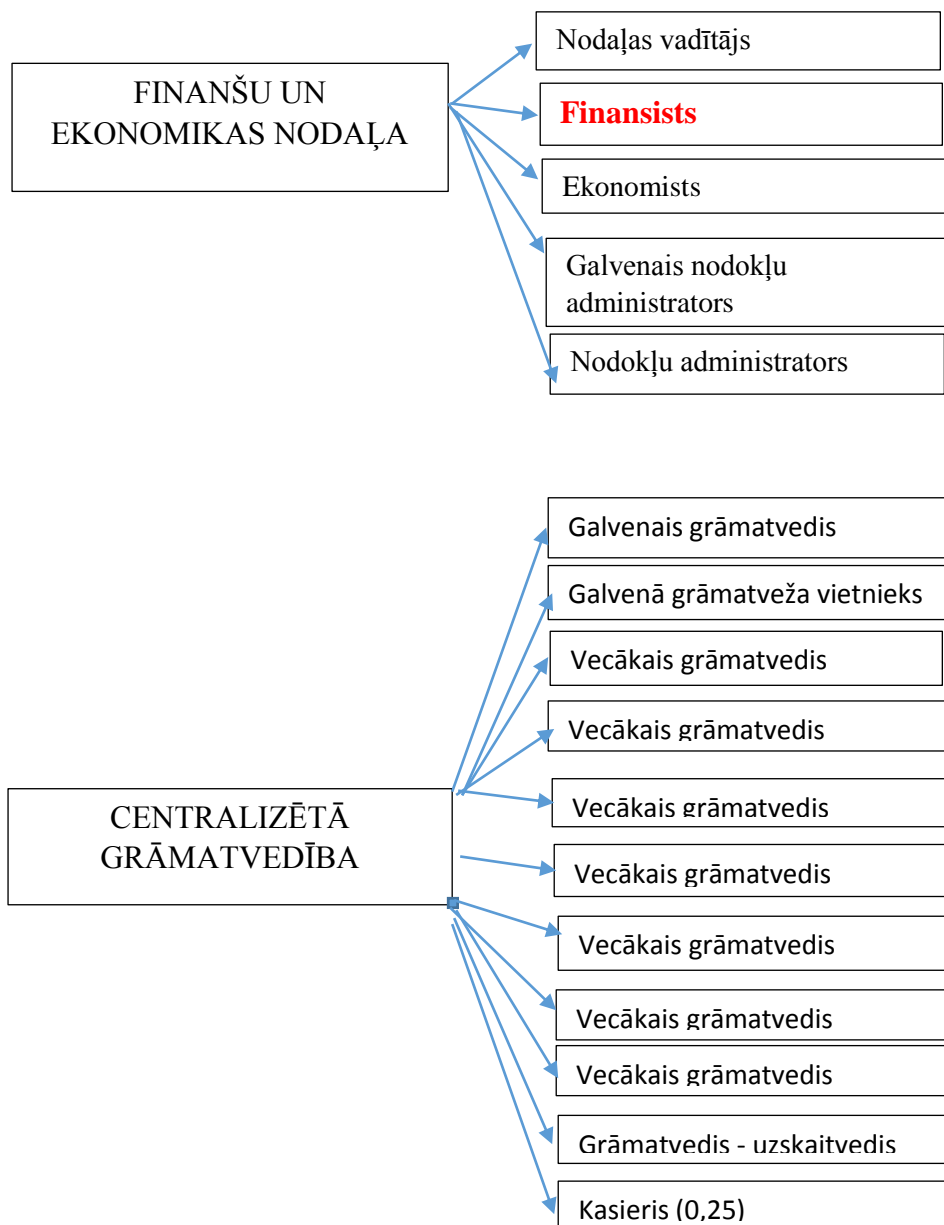 FINANŠU UN
EKONOMIKAS NODAĻA
Nodaļas vadītājs
Finansists
Ekonomists
Galvenais nodokļu
administrators
Nodokļu administrators
CENTRALIZĒTĀ
GRĀMATVEDĪBA
Galvenais grāmatvedis
Galvenā grāmatveža vietnieks
Vecākais grāmatvedis
Vecākais grāmatvedis
Vecākais grāmatvedis
Vecākais grāmatvedis
Vecākais grāmatvedis
Vecākais grāmatvedis
Vecākais grāmatvedis
Grāmatvedis - uzskaitvedis
Kasieris (0,25)